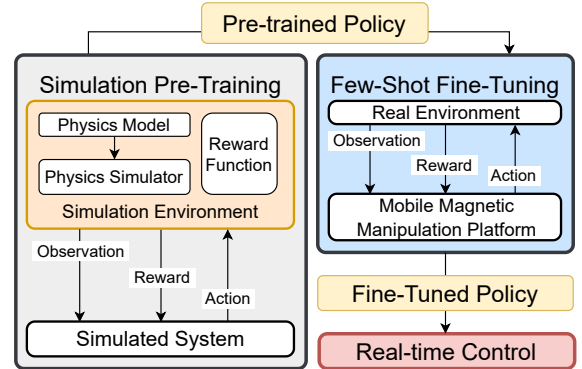 Pre-trained Policy
Simulation Pre-Training
Physics Model
Physics Simulator
Reward
Function
Simulation Environment
Observation
Reward
Action
Simulated System
Few-Shot Fine-Tuning
Real Environment
Observation
Reward
Action
Mobile Magnetic
Manipulation Platform
Fine-Tuned Policy
Real-time Control